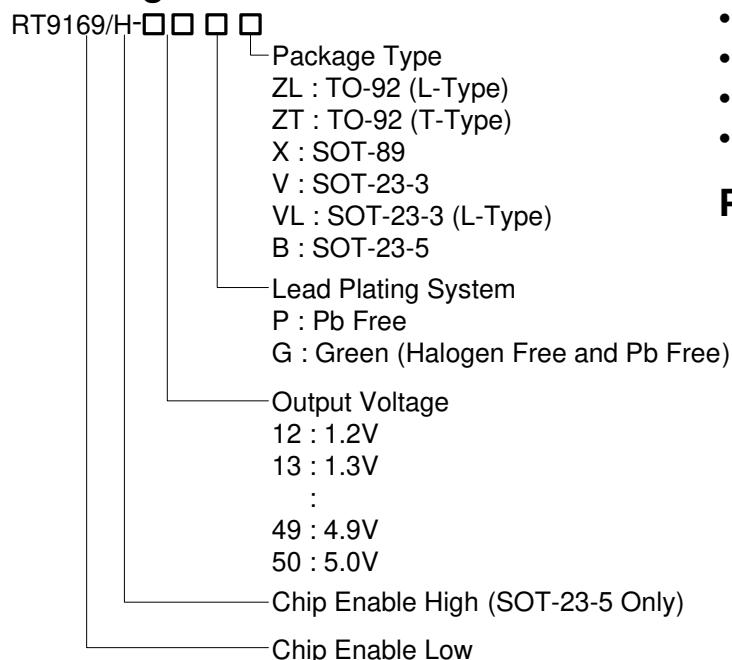 RT9169/H-□□ □ □
Package Type
ZL : TO-92 (L-Type)
ZT : TO-92 (T-Type)
X : SOT-89
V : SOT-23-3
VL : SOT-23-3 (L-Type)
B : SOT-23-5
Lead Plating System
P : Pb Free
G : Green (Halogen Free and Pb Free)
Output Voltage
12 : 1.2V
13 : 1.3V
:
49 : 4.9V
50 : 5.0V
Chip Enable High (SOT-23-5 Only)
Chip Enable Low